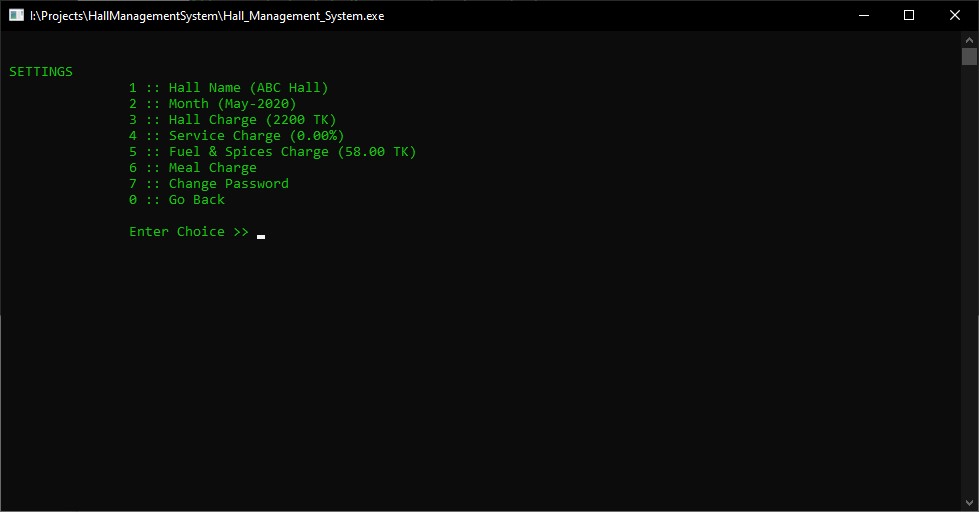 I:\Projects\HallManagementSystem\Hall_Management_System.exe
SETTINGS
1 :: Hall Name (ABC Hall)
2 :: Month (May-2020)
3 :: Hall Charge (2200 TK)
4 :: Service Charge (0.00%)
5 :: Fuel & Spices Charge (58.00 TK)
6 :: Meal Charge
7 :: Change Password
0 :: Go Back
Enter Choice >>